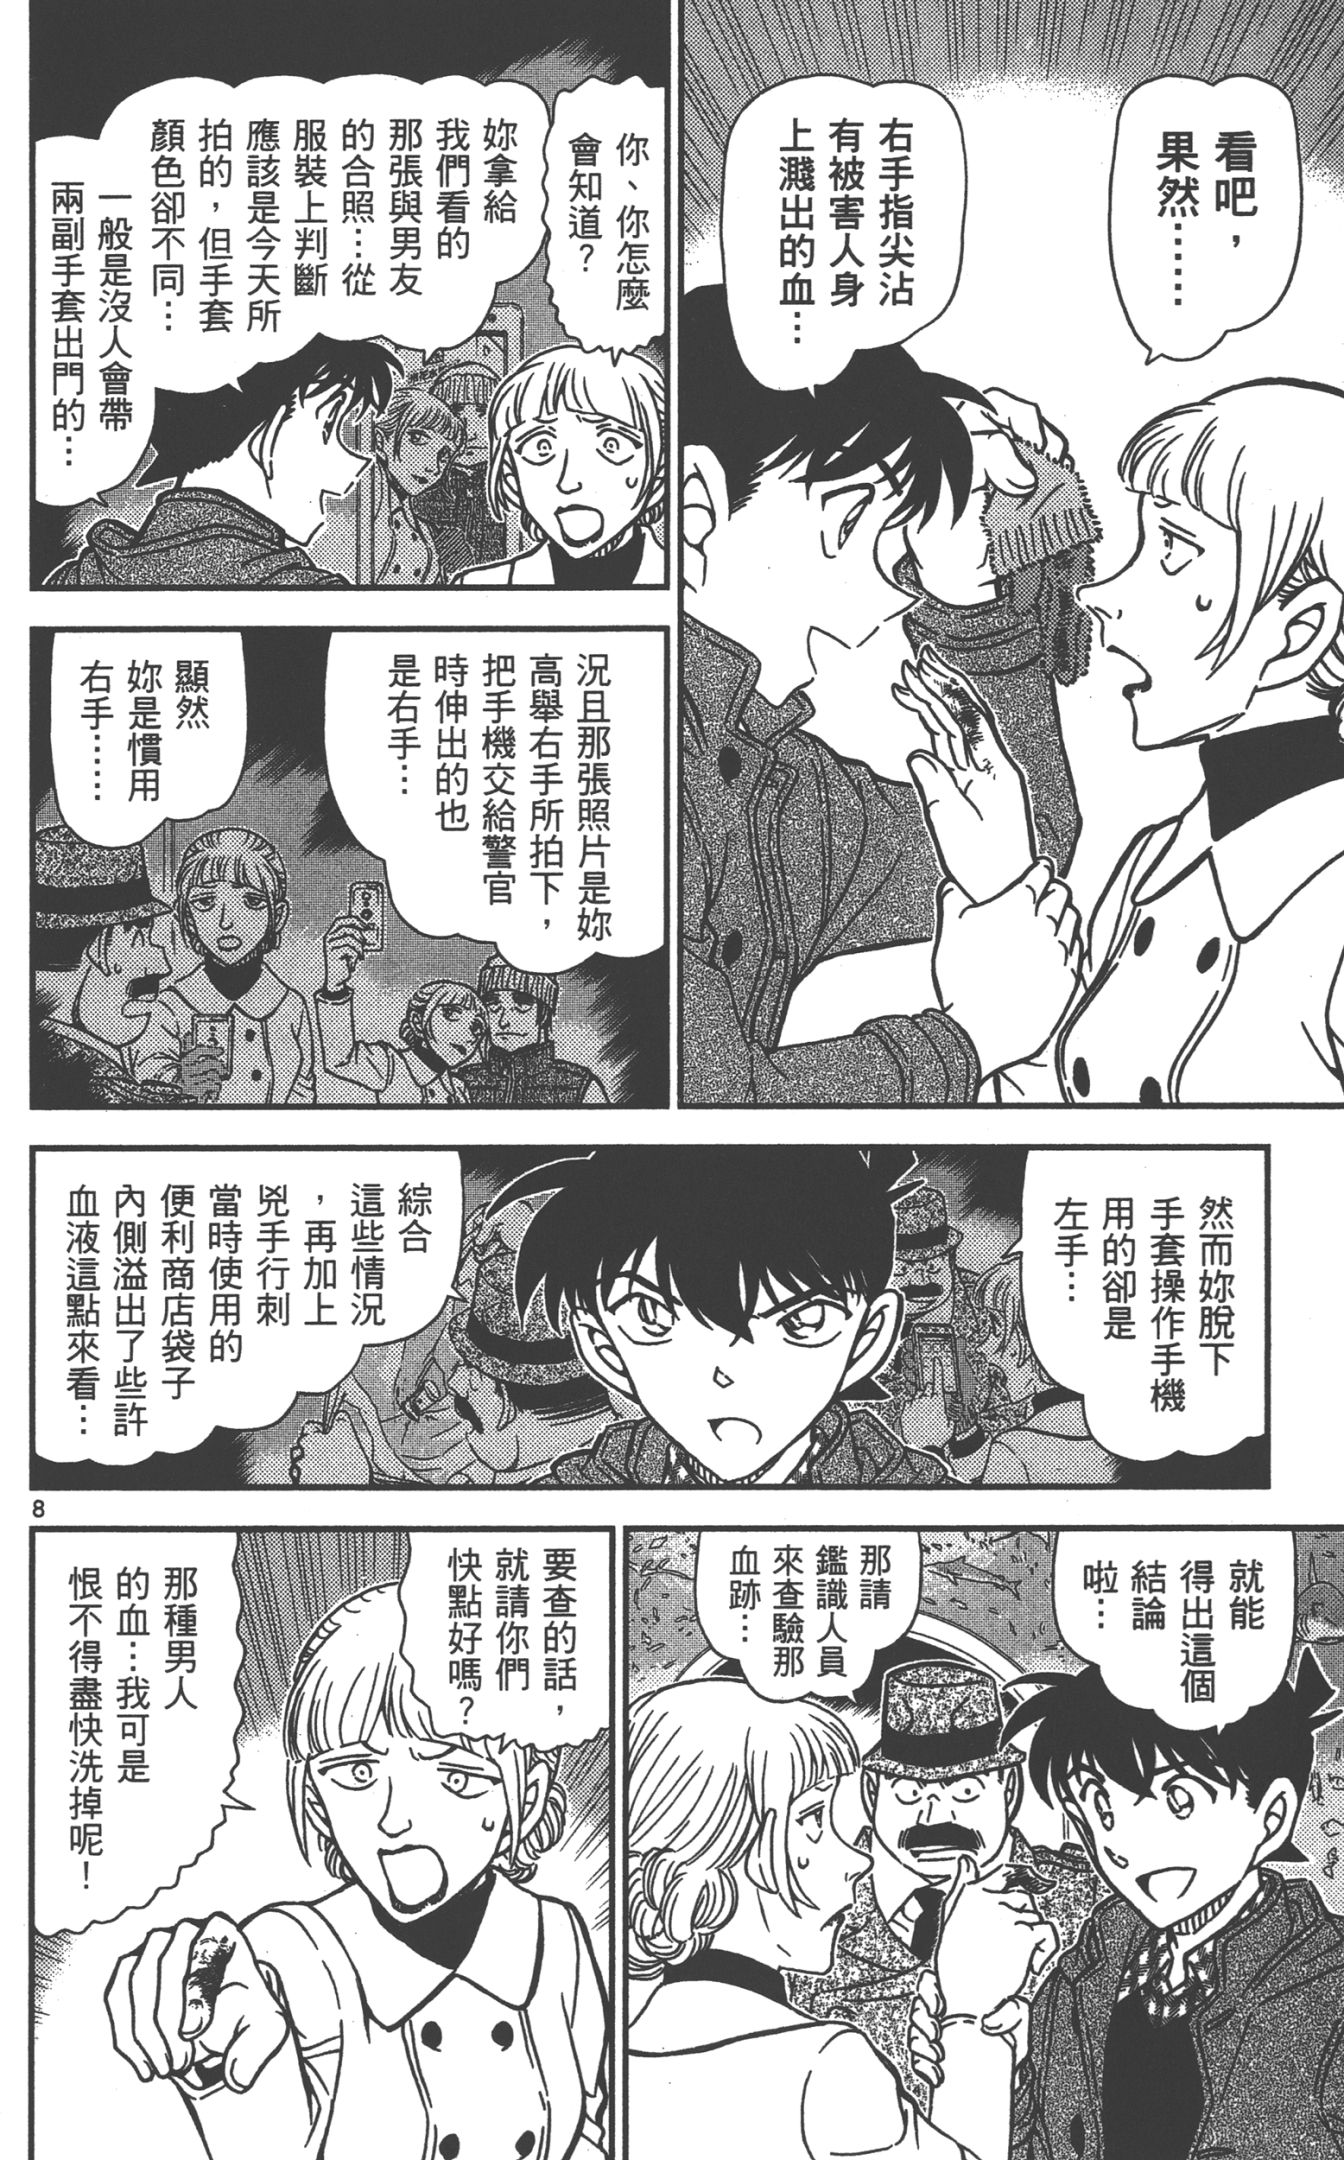 看吧，
果然……
右手指尖沾
有被害人身
上濺出的血…
你、你怎麼
會知道？
妳拿給
我們看的
那張與男友
的合照…從
服裝上判斷
應該是今天所
拍的，但手套
顏色卻不同…
一般是沒人會帶
兩副手套出門的…
況且那張照片是妳
高舉右手所拍下，
把手機交給警官
時伸出的也
是右手…
顯然
妳是慣用
右手……
然而妳脫下
手套操作手機
用的卻是
左手…
綜合
這些情況
，再加上
兇手行刺
當時使用的
便利商店袋子
內側溢出了些許
血液這點來看…
8
就能
得出這個
結論
啦…
那請
鑑識人員
來查驗那
血跡…
要查的話，
就請你們
快點好嗎？
那種男人
的血…我可是
恨不得盡快洗掉呢！